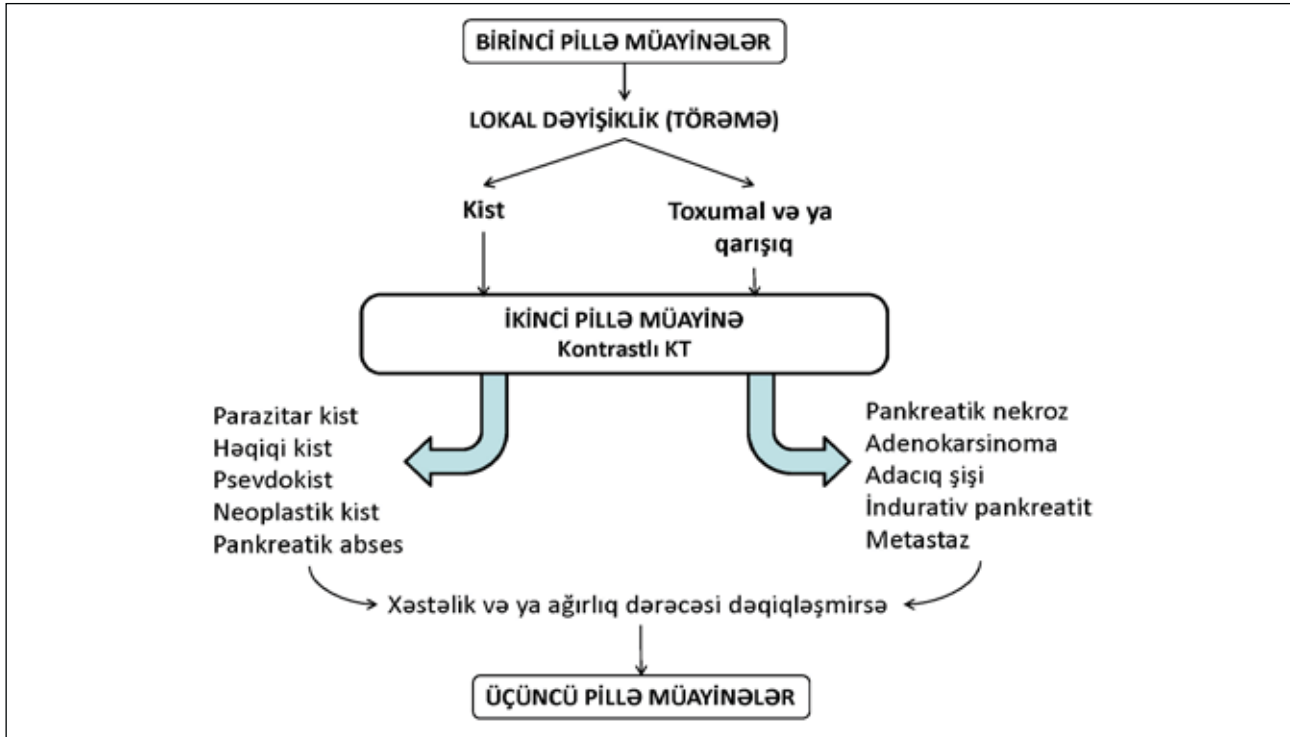 BİRİNCİ PİLLƏ MÜAYİNƏLƏR
LOKAL DƏYİŞİKLİK (TÖRƏMƏ)
Kist
Toxumal və ya
qarışıq
İKİNCİ PİLLƏ MÜAYİNƏ
Kontrastlı KT
Parazitar kist
Həqiqi kist
Psevdokist
Neoplastik kist
Pankreatik abses
Pankreatik nekroz
Adenokarsinoma
Adacıq şişi
İndurativ pankreatit
Metastaz
Xəstəlik və ya ağırlıq dərəcəsi dəqiqləşmirsə
ÜÇÜNCÜ PİLLƏ MÜAYİNƏLƏR